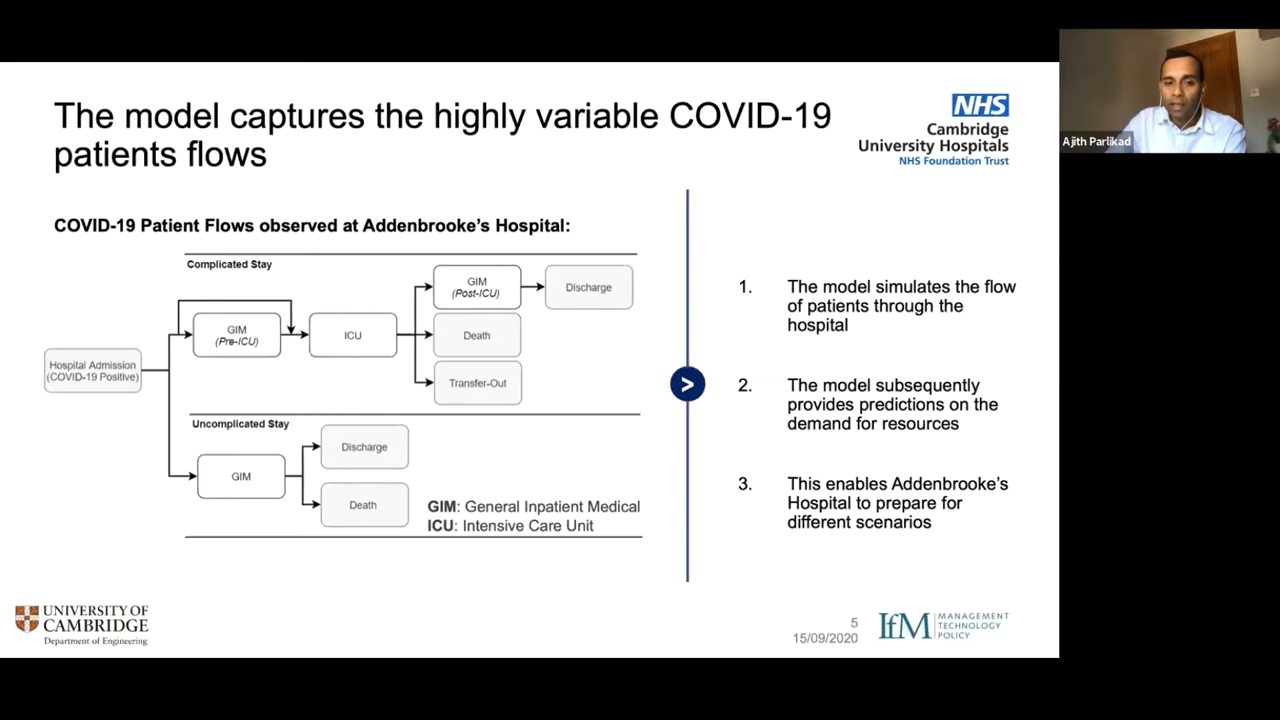 The model captures the highly variable COVID-19
patients flows
NHS
Cambridge
University Hospitals
NHS Foundation Trust
Ajith Parlikad
COVID-19 Patient Flows observed at Addenbrooke's Hospital:
Complicated Stay
GIM
(Post-ICU)
Discharge
GIM
(Pre-ICU)
ICU
Death
Hospital Admission
(COVID-19 Positive)
Transfer-Out
Uncomplicated Stay
Discharge
GIM
Death
GIM: General Inpatient Medical
ICU: Intensive Care Unit
>
1. The model simulates the flow
of patients through the
hospital
2. The model subsequently
provides predictions on the
demand for resources
3. This enables Addenbrooke's
Hospital to prepare for
different scenarios
UNIVERSITY OF
CAMBRIDGE
Department of Engineering
5
15/09/2020
IfM
MANAGEMENT
TECHNOLOGY
POLICY